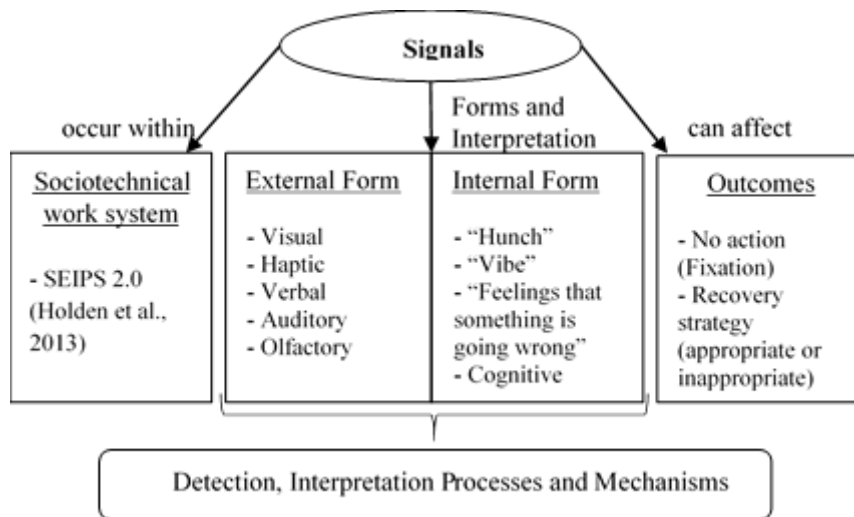 Signals
occur within
Forms and
Interpretation
can affect
Sociotechnical
work system
- SEIPS 2.0
(Holden et al.,
2013)
External Form
- Visual
- Haptic
- Verbal
- Auditory
- Olfactory
Internal Form
- “Hunch”
- “Vibe”
- “Feelings that
something is
going wrong”
- Cognitive
Outcomes
- No action
(Fixation)
- Recovery
strategy
(appropriate or
inappropriate)
Detection, Interpretation Processes and Mechanisms